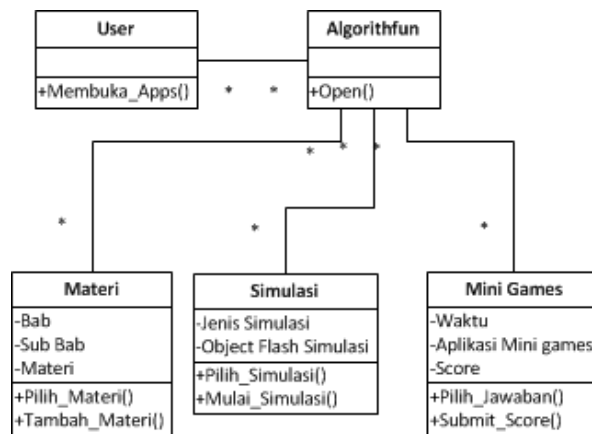 User
+Membuka_Apps()
Algorithfun
+Open()
* *
* * *
* * *
Materi
-Bab
-Sub Bab
-Materi
+Pilih_Materi()
+Tambah_Materi()
Simulasi
-Jenis Simulasi
-Object Flash Simulasi
+Pilih_Simulasi()
+Mulai_Simulasi()
Mini Games
-Waktu
-Aplikasi Mini games
-Score
+Pilih_Jawaban()
+Submit_Score()